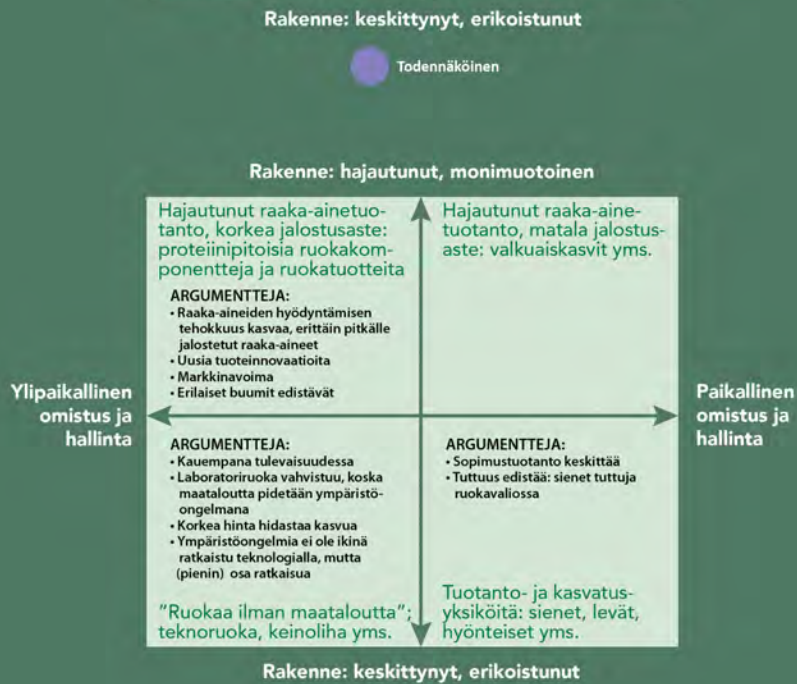 Rakenne: keskittynyt, erikoistunut
Todennäköinen
Rakenne: hajautunut, monimuotoinen
Hajautunut raaka-ainetuo-
tanto, korkea jalostusaste:
proteiinipitoisia ruokakom-
ponentteja ja ruokatuotteita
ARGUMENTTEJA:
• Raaka-aineiden hyödyntämisen
tehokkuus kasvaa, erittäin pitkälle
jalostetut raaka-aineet
• Uusia tuoteinnovaatioita
• Markkinavoima
• Erilaiset buumit edistävät
Hajautunut raaka-aine-
tuotanto, matala jalostus-
aste: valkuaiskasvit yms.
Ylipaikallinen
omistus ja
hallinta
Paikallinen
omistus ja
hallinta
ARGUMENTTEJA:
• Kauempana tulevaisuudessa
• Laboratoriruoka vahvistuu, koska
maataloutta pidetään ympäristö-
ongelmana
• Korkea hinta hidastaa kasvua
• Ympäristöongelmia ei ole ikinä
ratkaistu teknologialla, mutta
(pienin) osa ratkaisua
"Ruokaa ilman maataloutta";
teknoruoka, keinoliha yms.
ARGUMENTTEJA:
• Sopimustuotanto keskittää
• Tuttuus edistää: sienet tuttuja
ruokavaliossa
Tuotanto- ja kasvatus-
yksiköitä: sienet, levät,
hyönteiset yms.
Rakenne: keskittynyt, erikoistunut